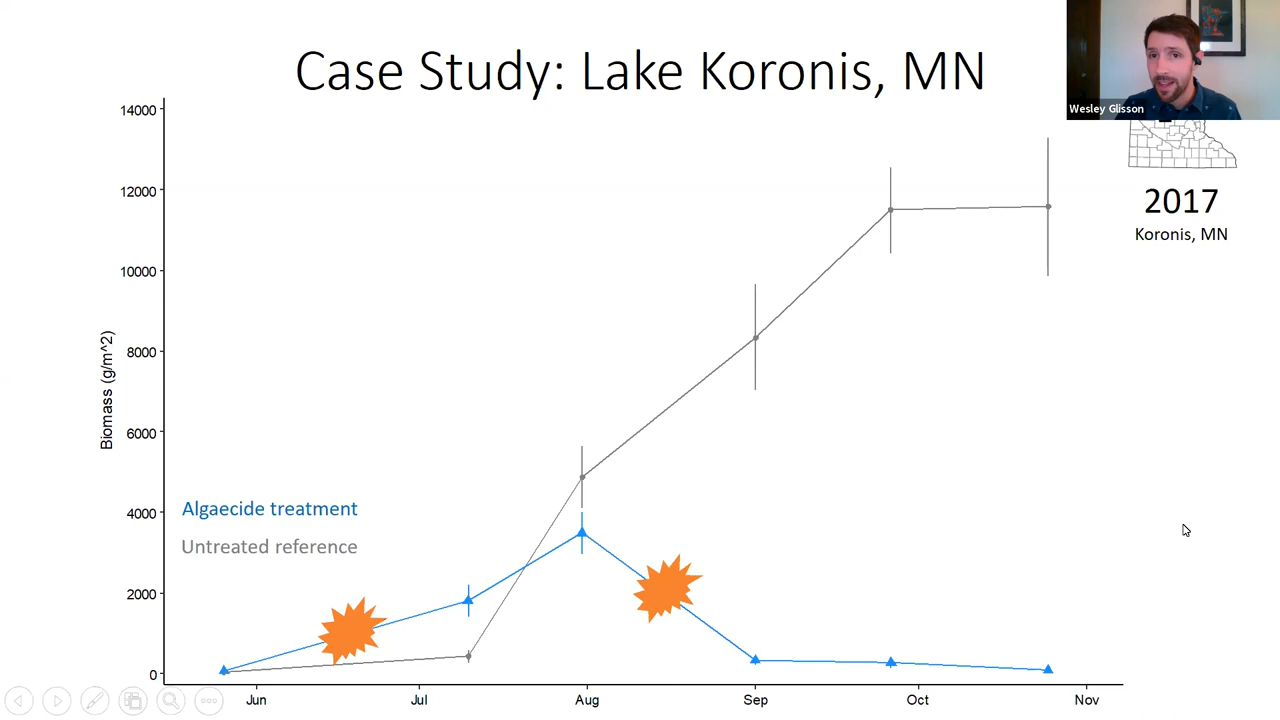 Case Study: Lake Koronis, MN
Wesley Glisson
2017
Koronis, MN
14000
12000
10000
8000
6000
4000
2000
0
Biomass (g/m^2)
Algaecide treatment
Untreated reference
Jun
Jul
Aug
Sep
Oct
Nov